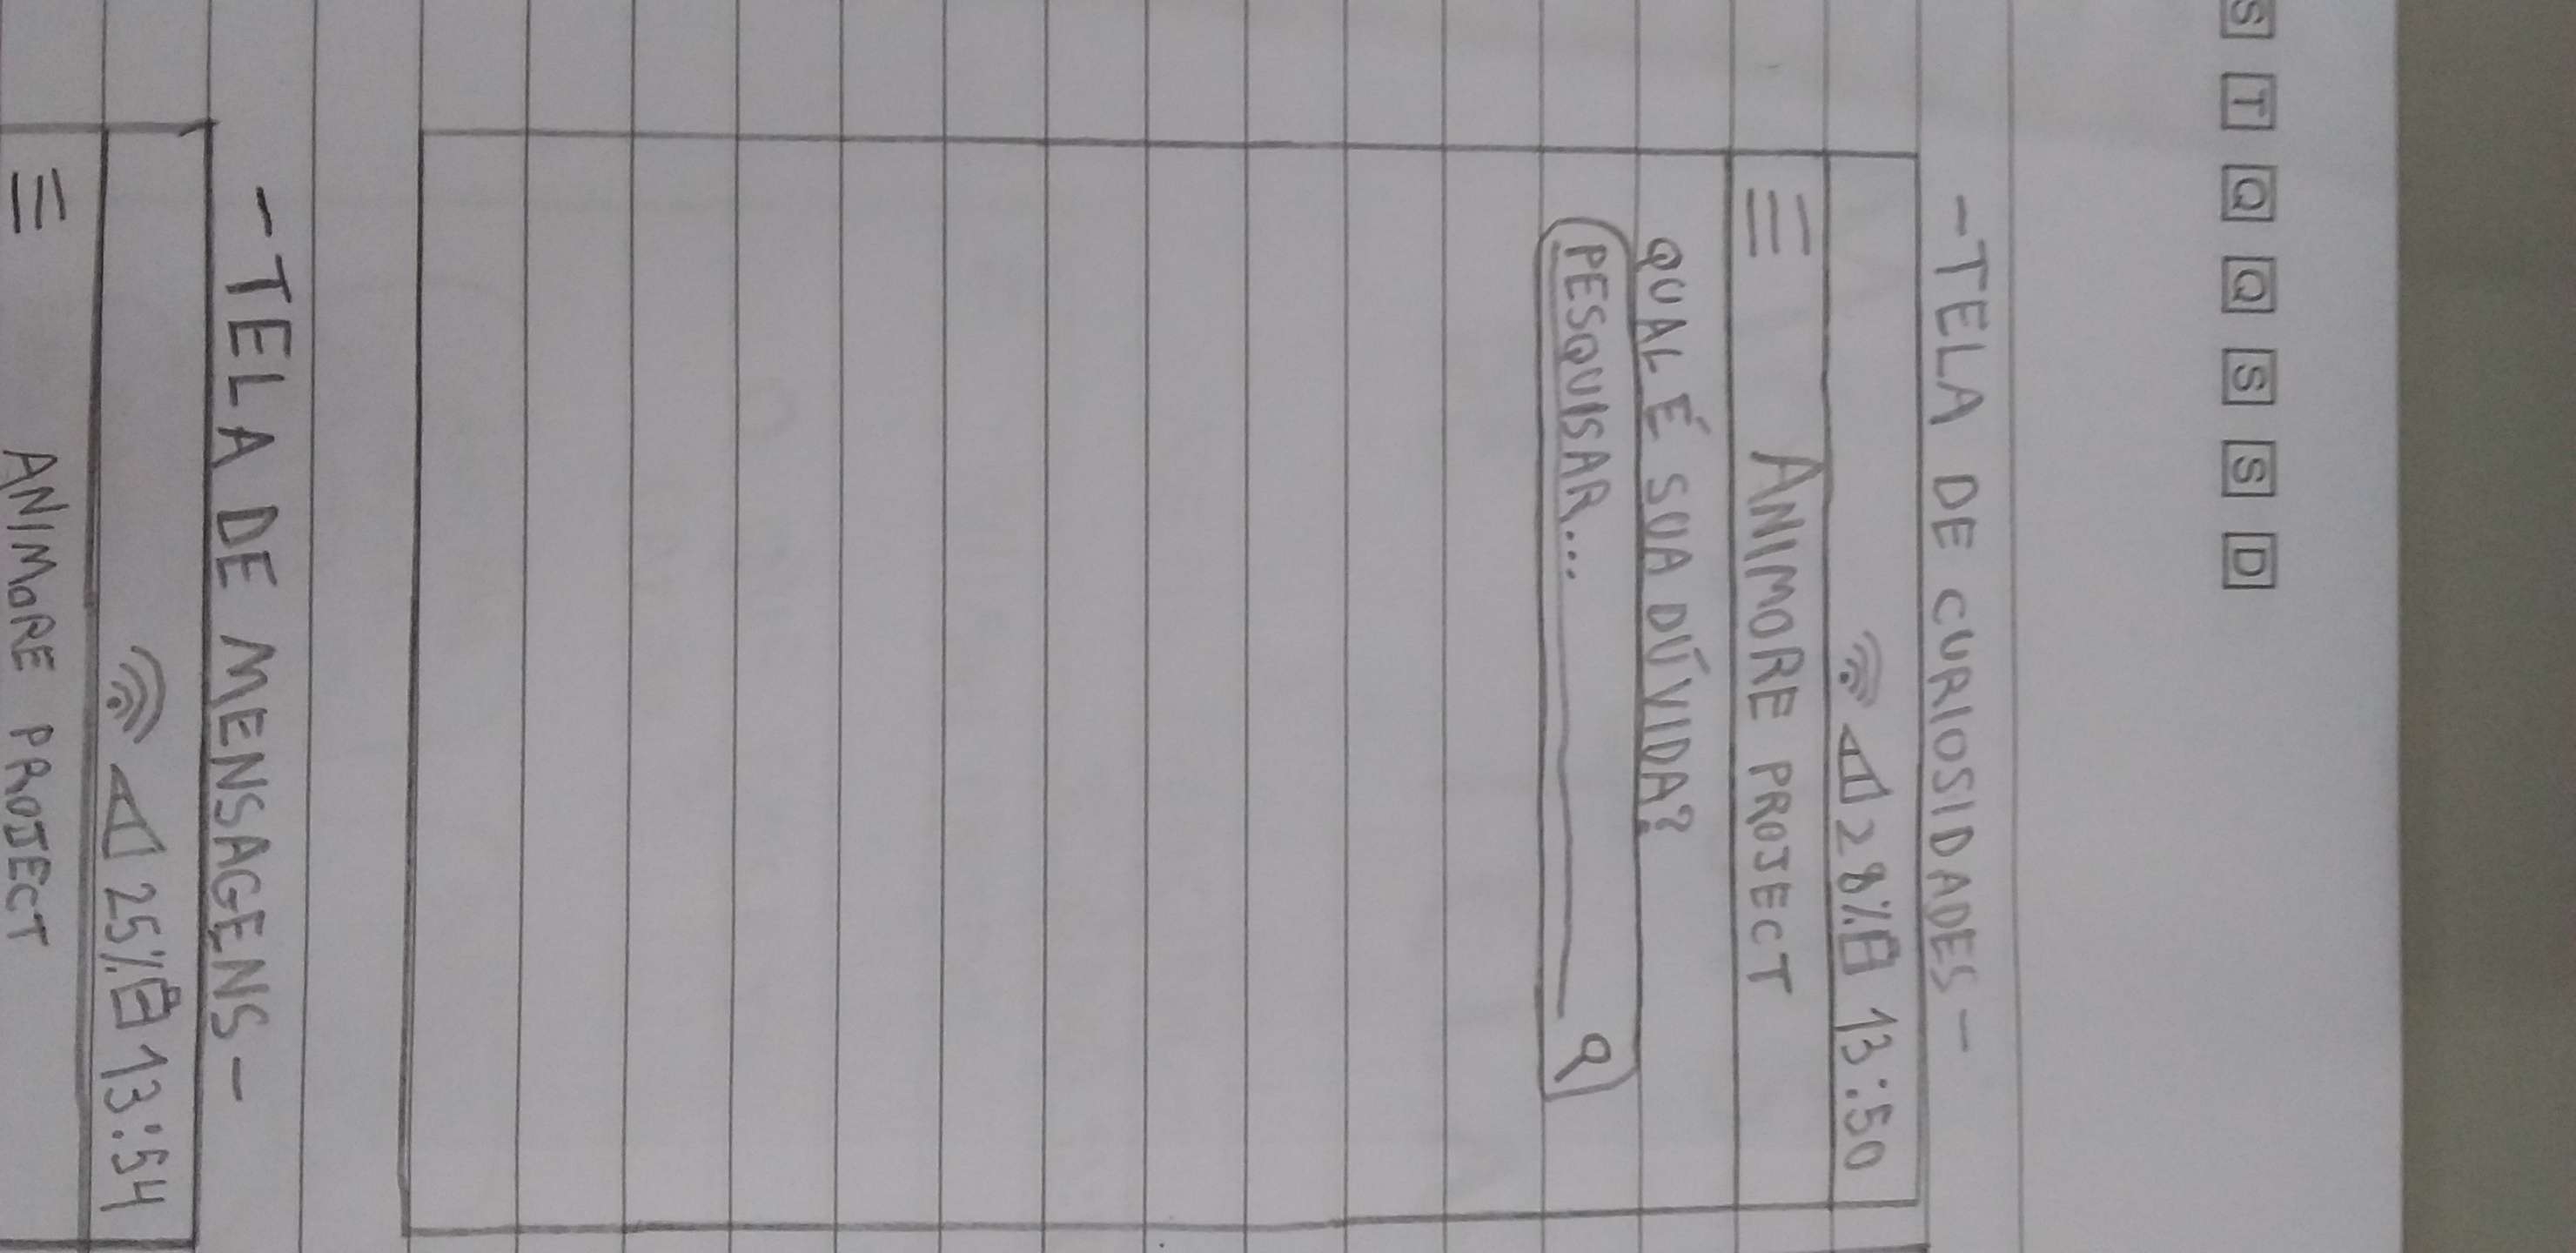 S T Q Q S S D
-TELA DE CURIOSIDADES-
28% 13:50
ANIMORE PROJECT
QUAL É SUA DÚVIDA?
PESQUISAR...
-TELA DE MENSAGENS-
25% 13:54
ANIMORE PROJECT